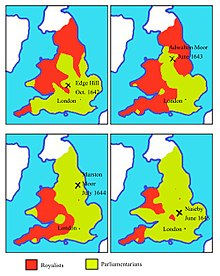 Edge Hill
Oct. 1642
London
Adwalton Moor
June 1643
London
Marston
Moor
July 1644
London
Naseby
June 1645
London
Royalists
Parliamentarians